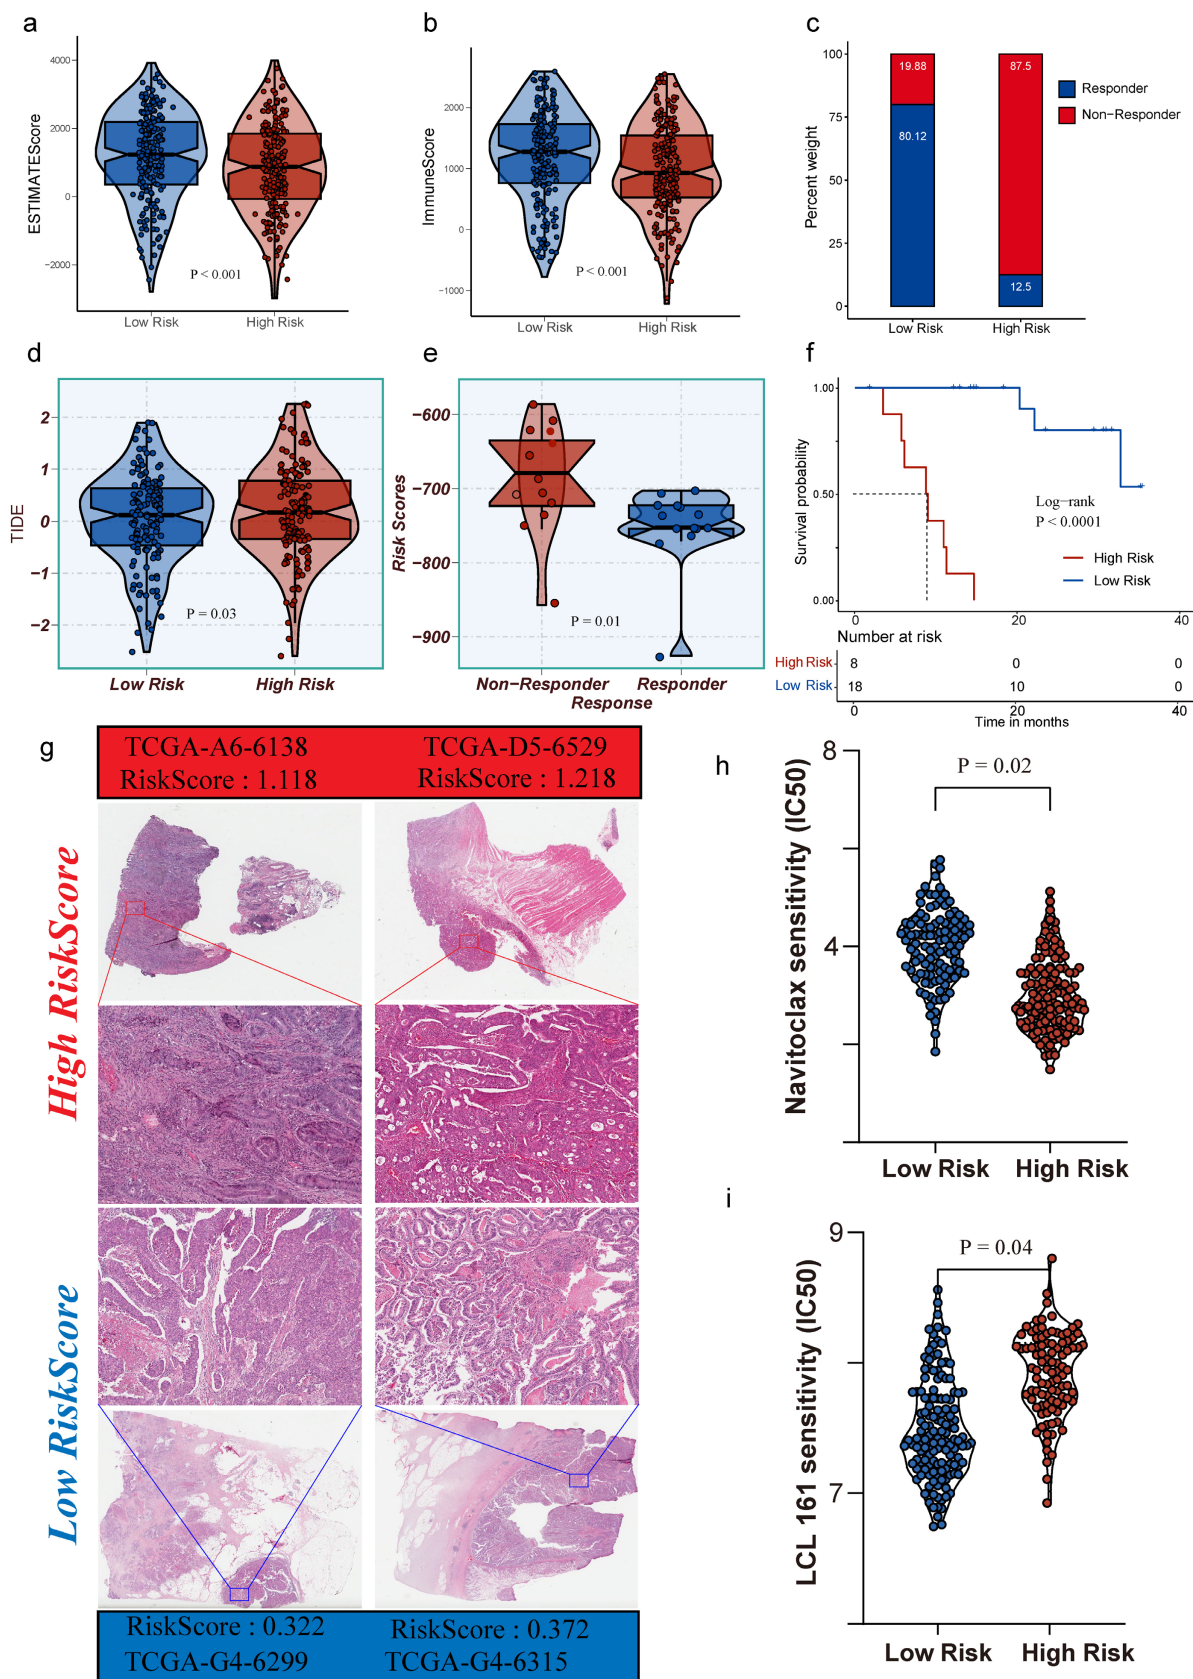 a
ESTIMATEScore
4000
2000
0
−2000
P < 0.001
Low Risk High Risk
b
ImmuneScore
2000
1000
0
−1000
P < 0.001
Low Risk High Risk
c
Percent weight
100
75
50
25
0
19.88
80.12
87.5
12.5
Low Risk High Risk
Responder
Non−Responder
d
TIDE
2
1
0
−1
−2
P = 0.03
Low Risk High Risk
e
Risk Scores
−600
−700
−800
−900
P = 0.01
Non−Responder Responder
Response
f
Survival probability
1.00
0.50
0.00
Log−rank
P < 0.0001
High Risk
Low Risk
0 20 40
Number at risk
High Risk 8 0 0
Low Risk 18 10 0
0 20 40
Time in months
g
TCGA-A6-6138
RiskScore : 1.118
TCGA-D5-6529
RiskScore : 1.218
High RiskScore
Low RiskScore
RiskScore : 0.322
TCGA-G4-6299
RiskScore : 0.372
TCGA-G4-6315
h
Navitoclax sensitivity (IC50)
8
4
P = 0.02
Low Risk High Risk
i
LCL 161 sensitivity (IC50)
9
7
P = 0.04
Low Risk High Risk